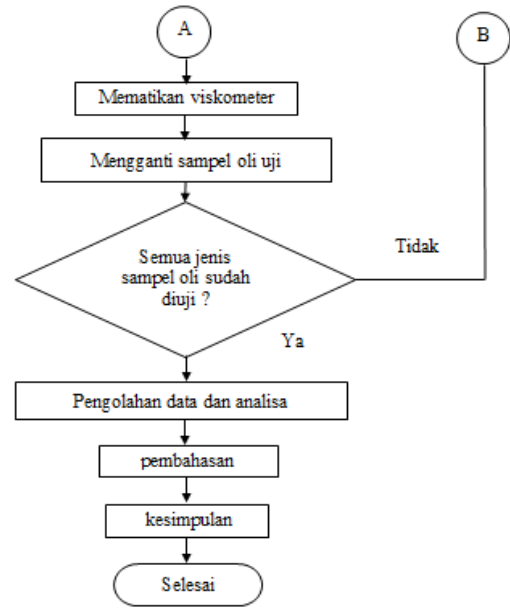 A
B
Mematikan viskometer
Mengganti sampel oli uji
Semua jenis
sampel oli sudah
diuji ?
Tidak
Ya
Pengolahan data dan analisa
pembahasan
kesimpulan
Selesai